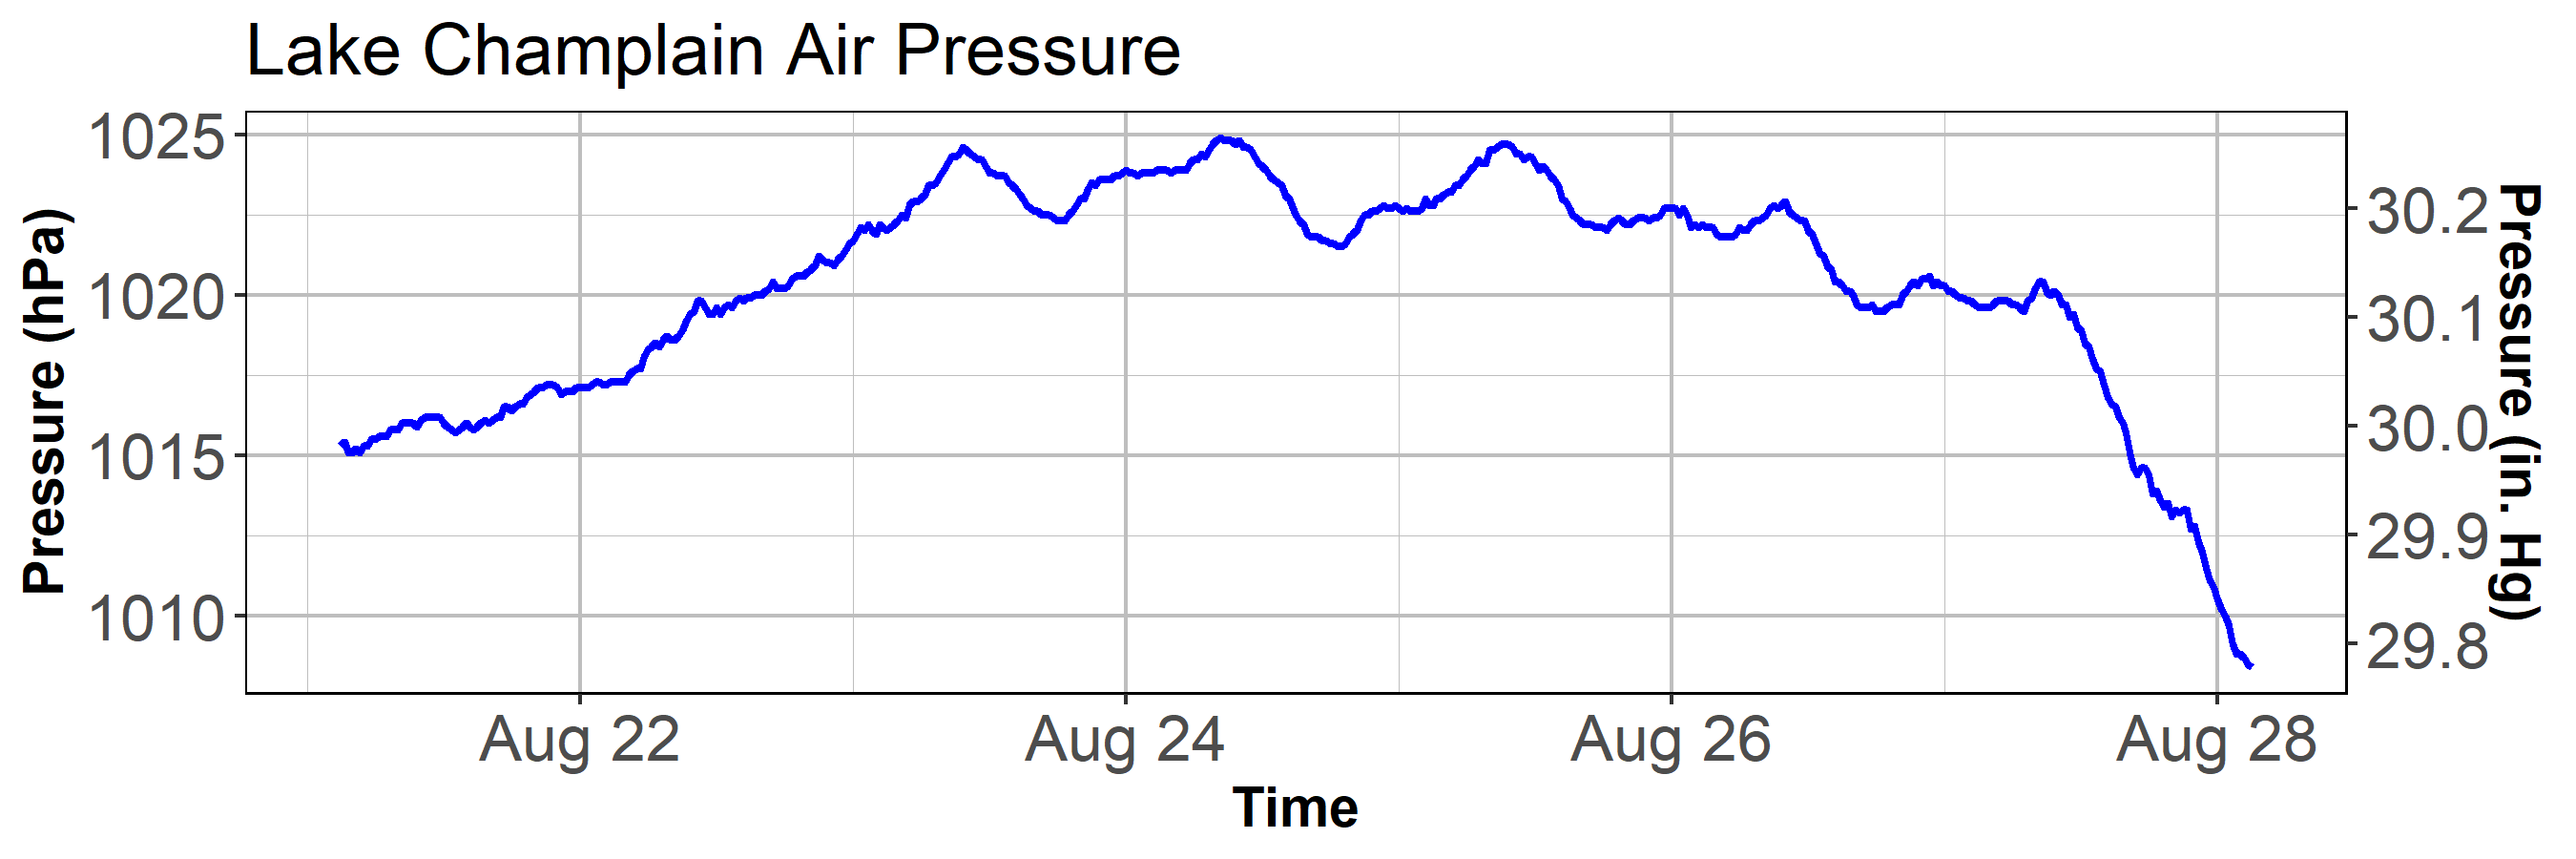 Lake Champlain Air Pressure
Pressure (hPa)
1025
1020
1015
1010
30.2
30.1
30.0
29.9
29.8
Pressure (in. Hg)
Aug 22
Aug 24
Aug 26
Aug 28
Time